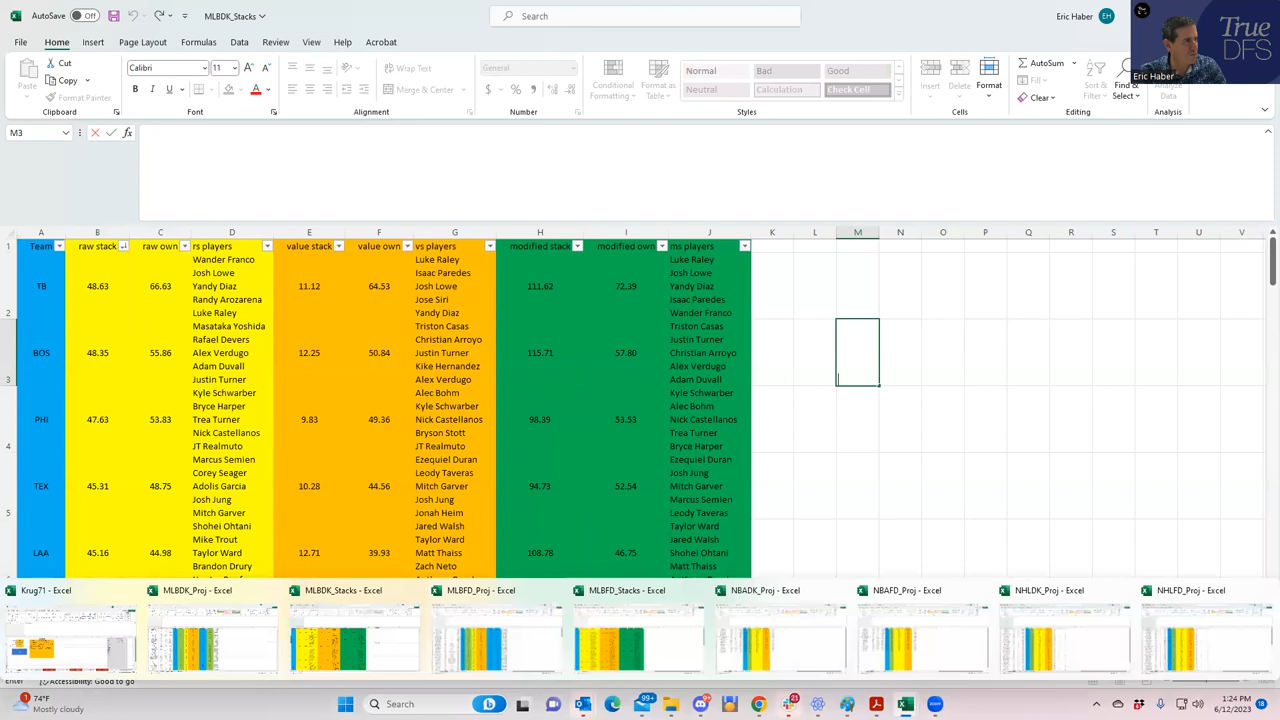 AutoSave Off MLBDK_Stacks Search Eric Haber EH
True DFS
Eric Haber
File Home Insert Page Layout Formulas Data Review View Help Acrobat
Cut Calibri 11 Wrap Text General Normal Bad Good AutoSum
Paste Copy Conditional Formatting Format as Table Insert Delete Format Sort & Filter Find & Select Analyze Data
Format Painter B I U Merge & Center $ % Neutral Calculation Check Cell Clear
Clipboard Font Alignment Number Styles Cells Editing Analysis
M3 fx
A B C D E F G H I J K L M N O P Q R S T U V
1 Team raw stack raw own rs players value stack value own vs players modified stack modified own ms players
Wander Franco Luke Raley Luke Raley
Josh Lowe Isaac Paredes Josh Lowe
TB 48.63 66.63 Yandy Diaz 11.12 64.53 Josh Lowe 111.62 72.39 Yandy Diaz
Randy Arozarena Jose Siri Isaac Paredes
2 Luke Raley Yandy Diaz Wander Franco
Masataka Yoshida Triston Casas Triston Casas
Rafael Devers Christian Arroyo Justin Turner
BOS 48.35 55.86 Alex Verdugo 12.25 50.84 Justin Turner 115.71 57.80 Christian Arroyo
Adam Duvall Kike Hernandez Alex Verdugo
3 Justin Turner Alex Verdugo Adam Duvall
Kyle Schwarber Alec Bohm Kyle Schwarber
Bryce Harper Kyle Schwarber Alec Bohm
PHI 47.63 53.83 Trea Turner 9.83 49.36 Nick Castellanos 98.39 53.53 Nick Castellanos
Nick Castellanos Bryson Stott Trea Turner
4 JT Realmuto JT Realmuto Bryce Harper
Marcus Semien Ezequiel Duran Ezequiel Duran
Corey Seager Leody Taveras Josh Jung
TEX 45.31 48.75 Adolis Garcia 10.28 44.56 Mitch Garver 94.73 52.54 Mitch Garver
Josh Jung Josh Jung Marcus Semien
5 Mitch Garver Jonah Heim Leody Taveras
Shohei Ohtani Jared Walsh Taylor Ward
Mike Trout Taylor Ward Jared Walsh
LAA 45.16 44.98 Taylor Ward 12.71 39.93 Matt Thaiss 108.78 46.75 Shohei Ohtani
Brandon Drury Zach Neto Matt Thaiss
Krug71 - Excel MLBDK_Proj - Excel MLBDK_Stacks - Excel MLBFD_Proj - Excel MLBFD_Stacks - Excel NBADK_Proj - Excel NBAFD_Proj - Excel NHLDK_Proj - Excel NHLFD_Proj - Excel
Accessibility: Good to go
74°F
Mostly cloudy
Search
99+ 21
1:24 PM
6/12/2023
18